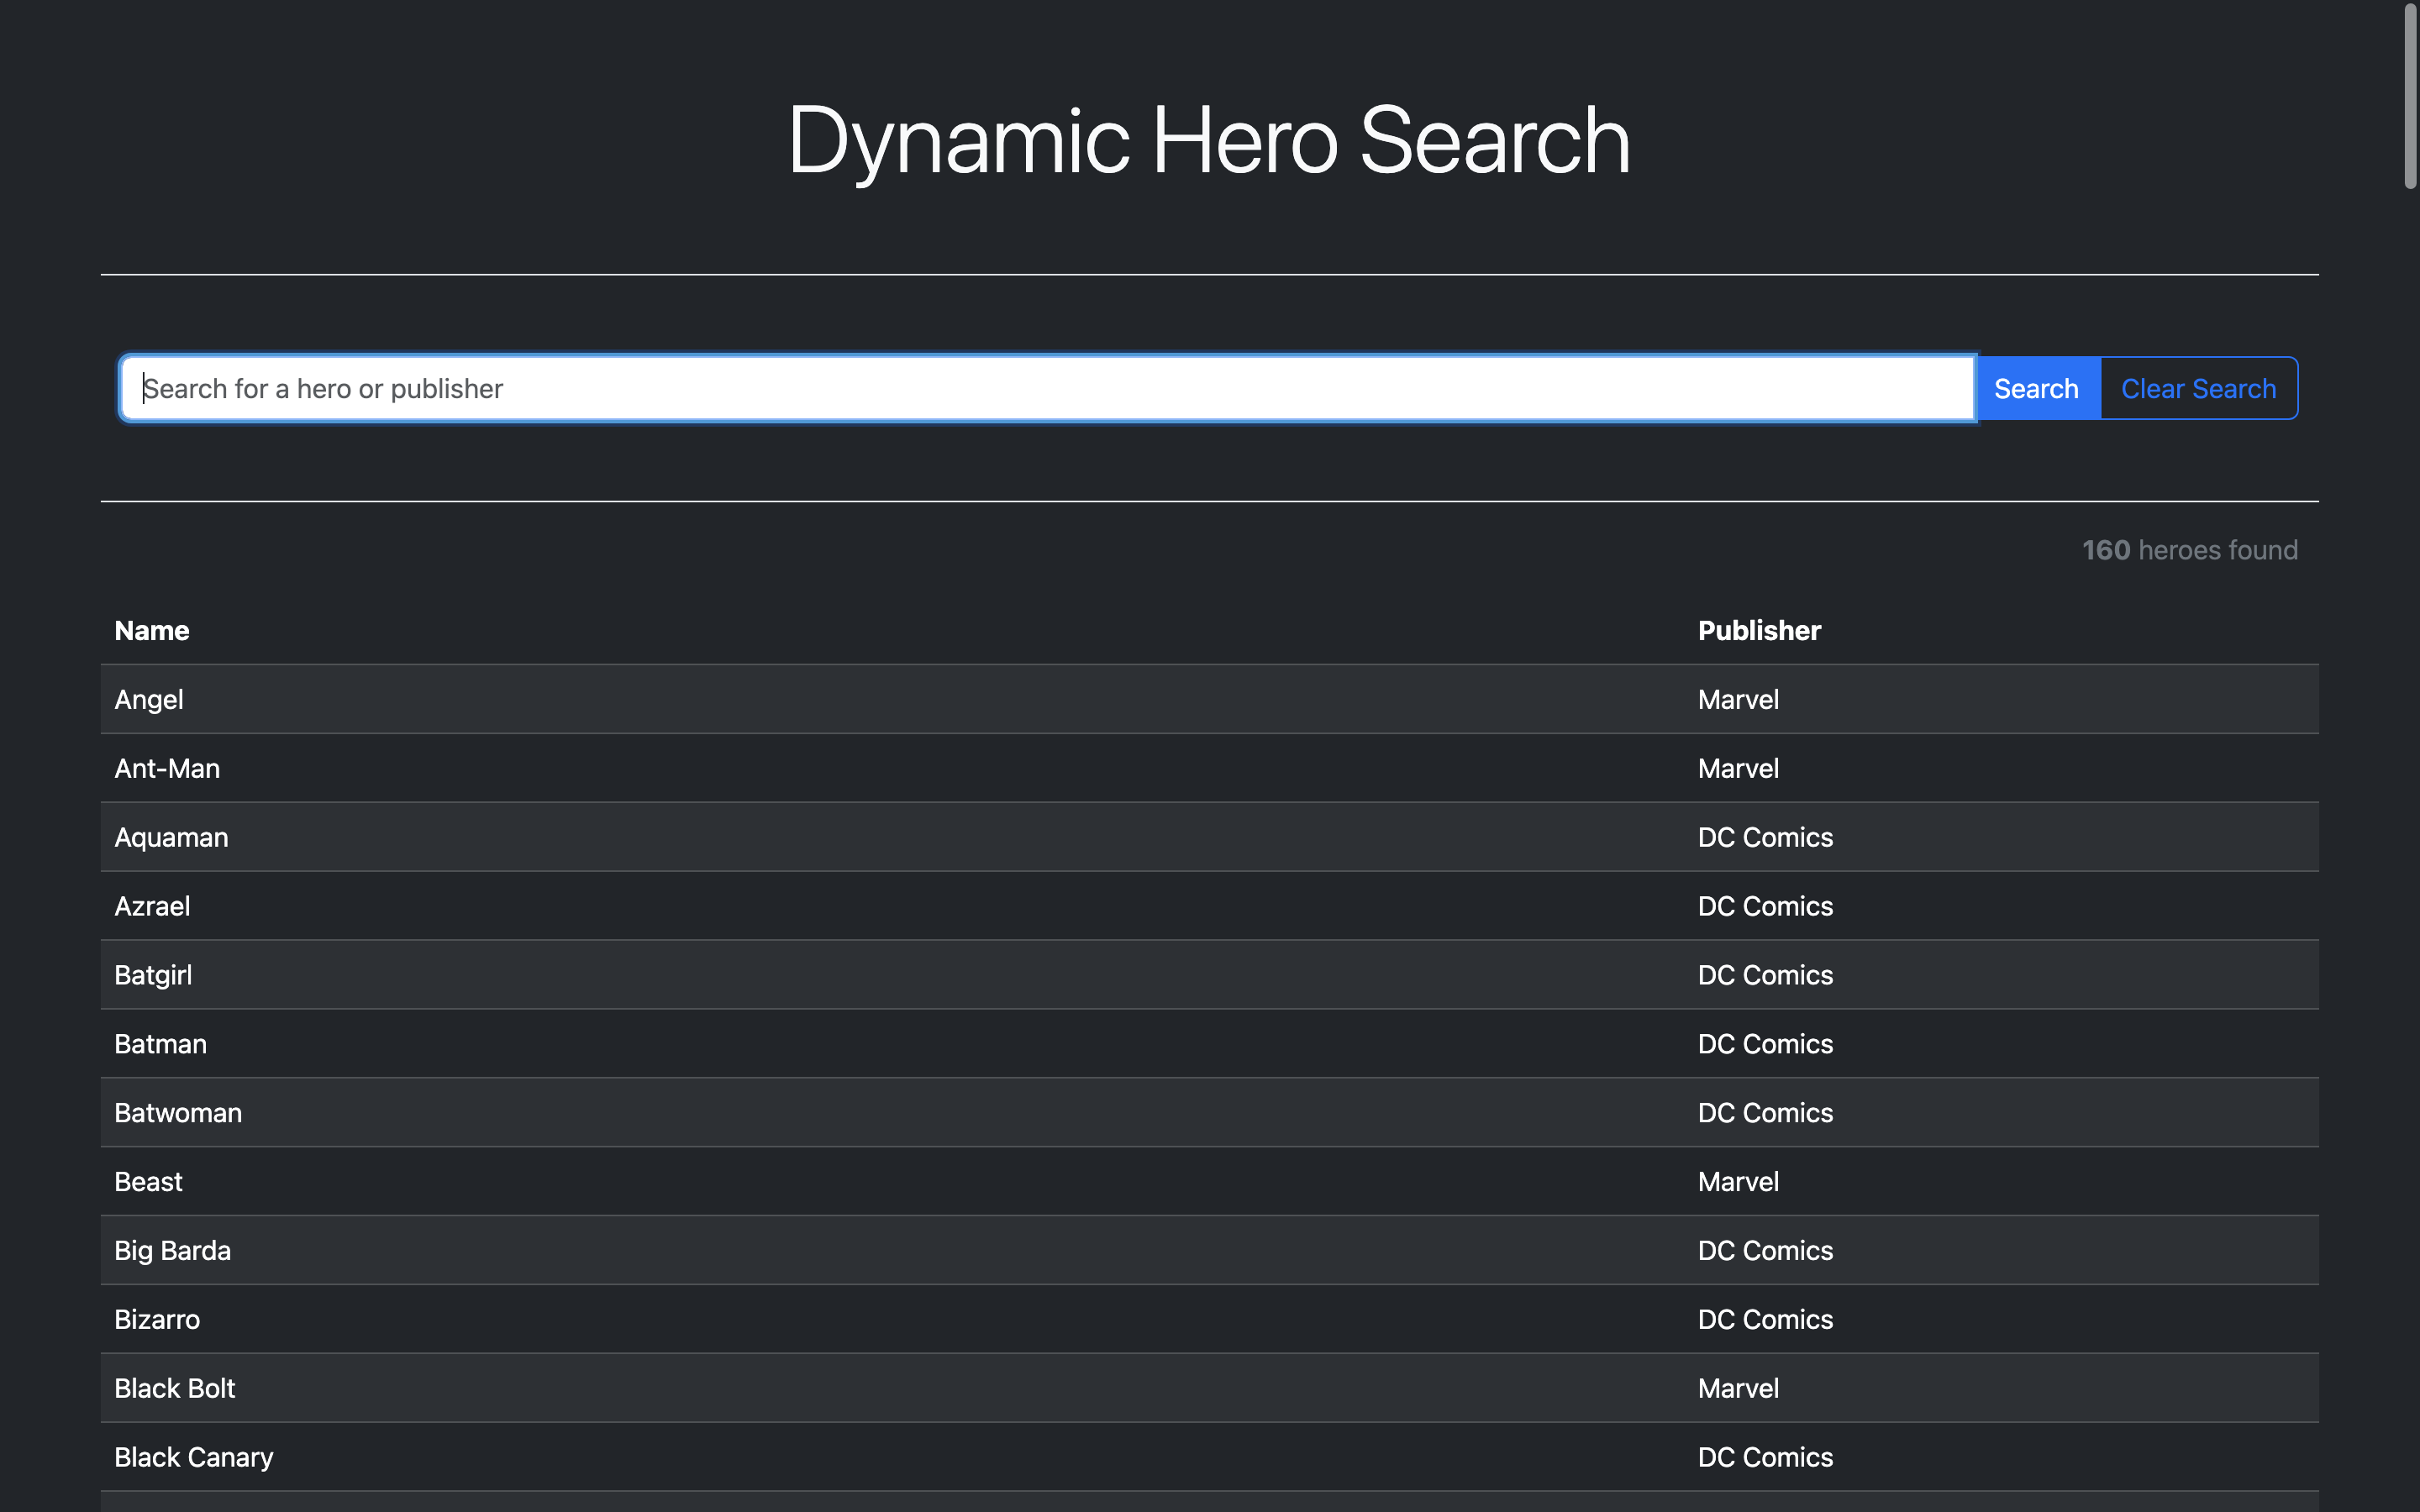 Dynamic Hero Search
Search for a hero or publisher Search Clear Search
160 heroes found
Name Publisher
Angel Marvel
Ant-Man Marvel
Aquaman DC Comics
Azrael DC Comics
Batgirl DC Comics
Batman DC Comics
Batwoman DC Comics
Beast Marvel
Big Barda DC Comics
Bizarro DC Comics
Black Bolt Marvel
Black Canary DC Comics